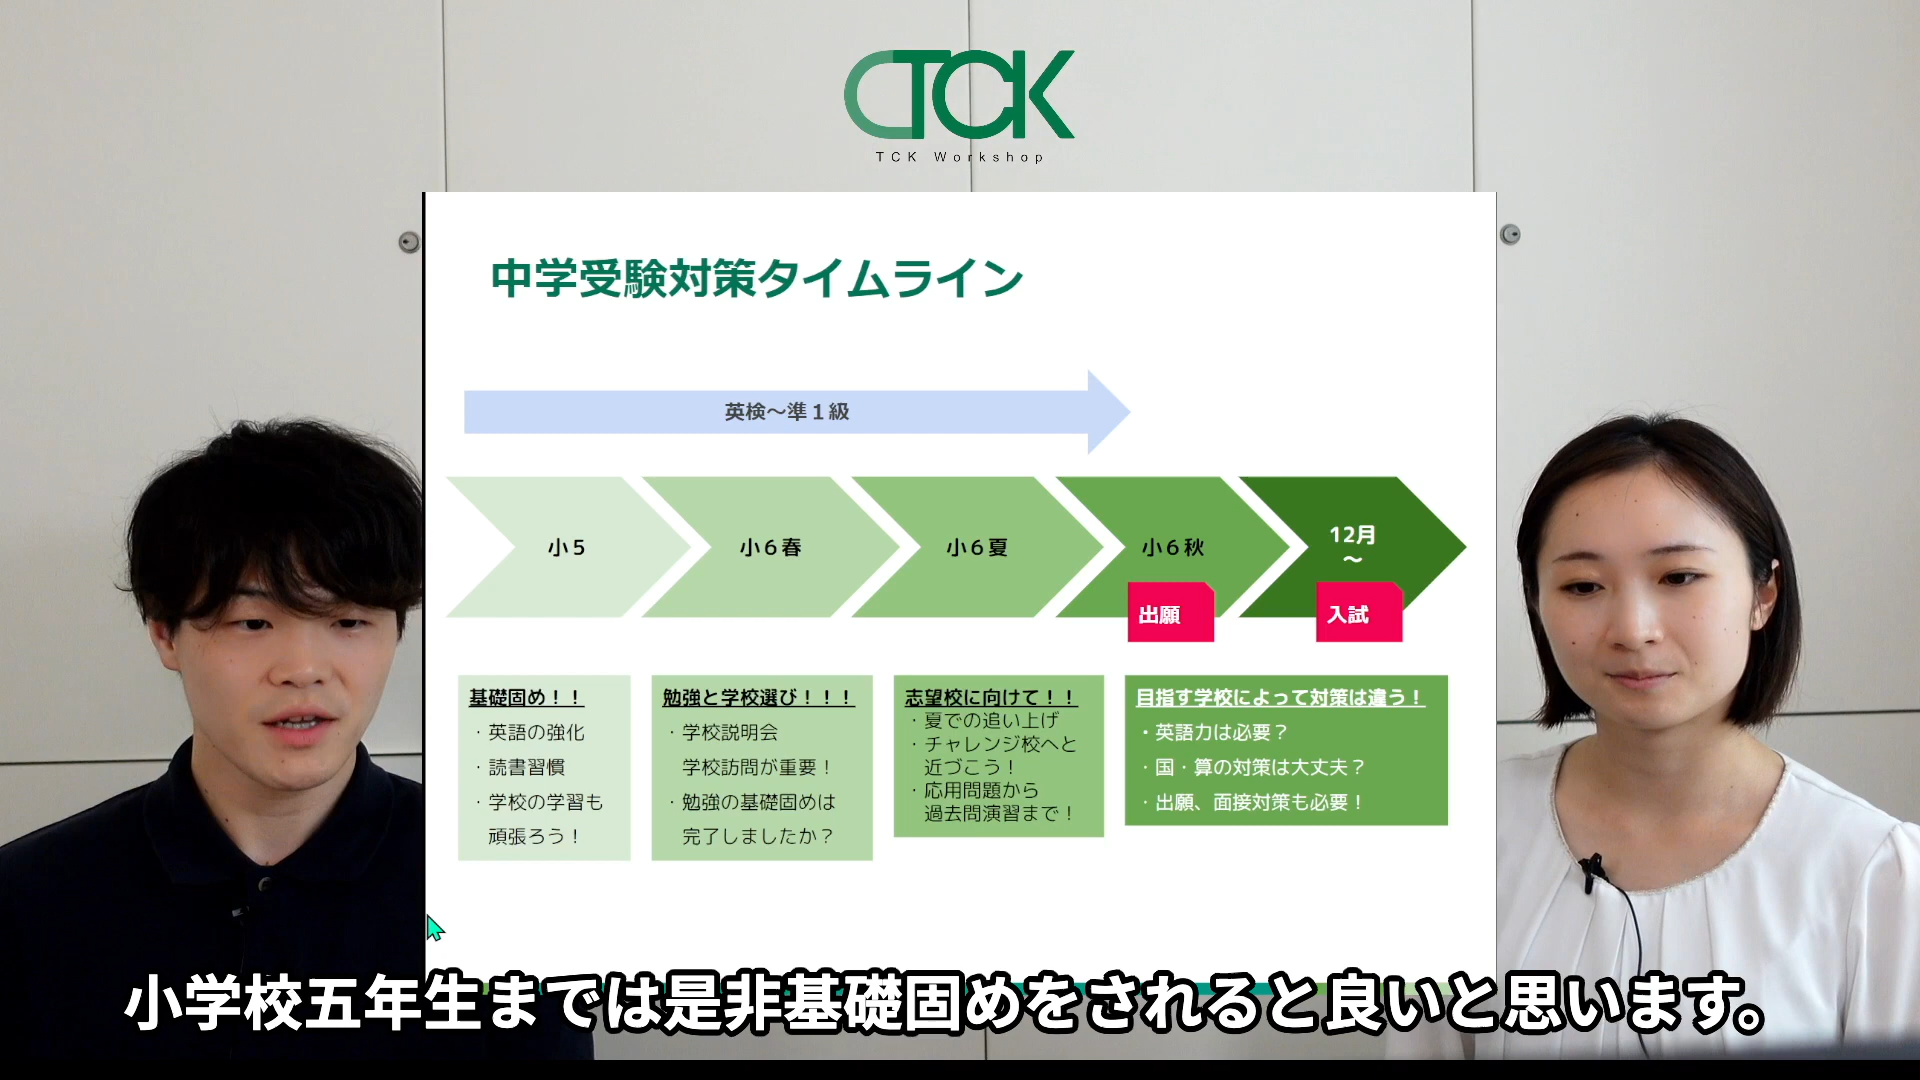 TCK
TCK Workshop
中学受験対策タイムライン
英検～準１級
小５
小６春
小６夏
小６秋
12月
～
出願
入試
基礎固め！！
・英語の強化
・読書習慣
・学校の学習も
頑張ろう！
勉強と学校選び！！！
・学校説明会
学校訪問が重要！
・勉強の基礎固めは
完了しましたか？
志望校に向けて！！
・夏での追い上げ
・チャレンジ校へと
近づこう！
・応用問題から
過去問演習まで！
目指す学校によって対策は違う！
・英語力は必要？
・国・算の対策は大丈夫？
・出願、面接対策も必要！
小学校五年生までは是非基礎固めをされると良いと思います。